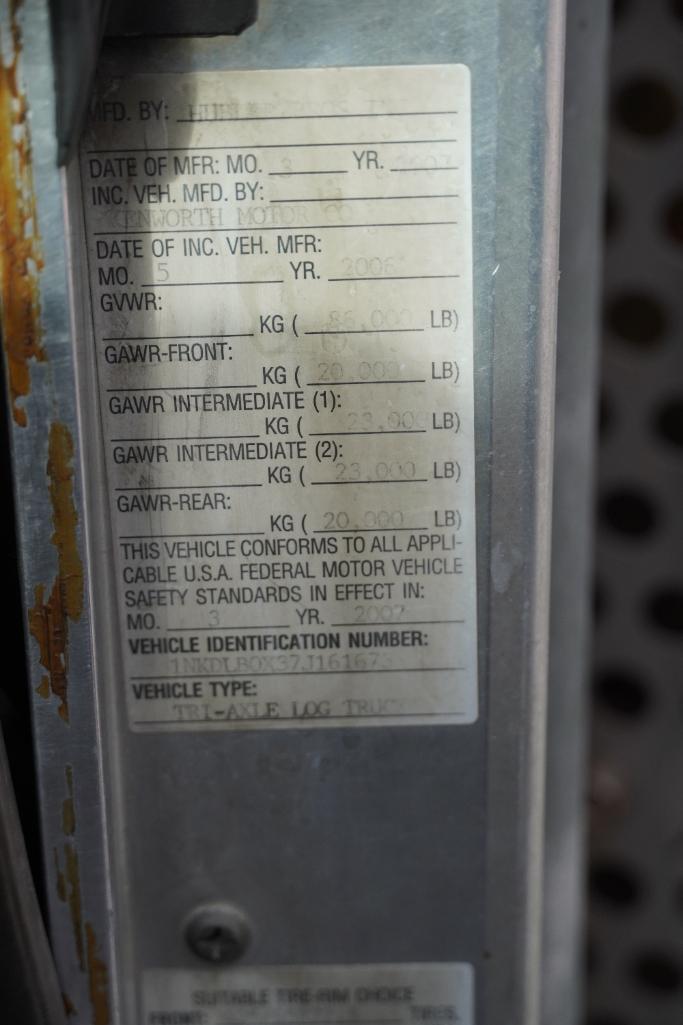 MFD. BY:
DATE OF MFR: MO. 3 YR. 2007
INC. VEH. MFD. BY:
KENWORTH MOTOR CO
DATE OF INC. VEH. MFR:
MO. 5 YR. 2006
GVWR:
KG ( 86,000 LB)
GAWR-FRONT:
KG ( 20,000 LB)
GAWR INTERMEDIATE (1):
KG ( 23,000 LB)
GAWR INTERMEDIATE (2):
KG ( 23,000 LB)
GAWR-REAR:
KG ( 20,000 LB)
THIS VEHICLE CONFORMS TO ALL APPLI-
CABLE U.S.A. FEDERAL MOTOR VEHICLE
SAFETY STANDARDS IN EFFECT IN:
MO. 3 YR. 2007
VEHICLE IDENTIFICATION NUMBER:
1NKDLB0X37J161673
VEHICLE TYPE:
TRI-AXLE LOG TRUCK
SUITABLE TIRE-RIM CHOICE
FRONT: TIRES,